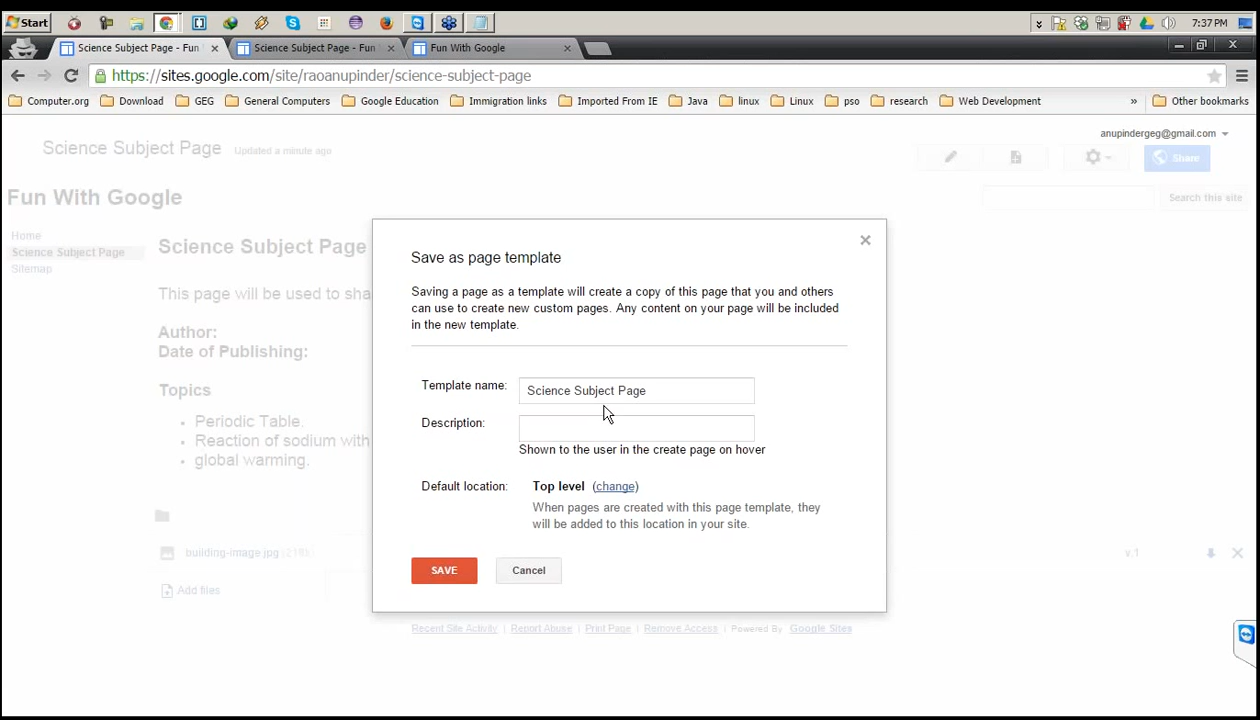 Start
7:37 PM
Science Subject Page - Fun
Science Subject Page - Fun
Fun With Google
https://sites.google.com/site/raoanupinder/science-subject-page
Computer.org Download GEG General Computers Google Education Immigration links Imported From IE Java linux Linux pso research Web Development » Other bookmarks
anupindergeg@gmail.com
Science Subject Page Updated a minute ago
Share
Fun With Google
Search this site
Home
Science Subject Page
Sitemap
Science Subject Page
This page will be used to sha
Author:
Date of Publishing:
Topics
• Periodic Table.
• Reaction of sodium with
• global warming.
building-image.jpg
v.1
Add files
Save as page template
Saving a page as a template will create a copy of this page that you and others
can use to create new custom pages. Any content on your page will be included
in the new template.
Template name: Science Subject Page
Description:
Shown to the user in the create page on hover
Default location: Top level (change)
When pages are created with this page template, they
will be added to this location in your site.
SAVE Cancel
Recent Site Activity | Report Abuse | Print Page | Remove Access | Powered By Google Sites